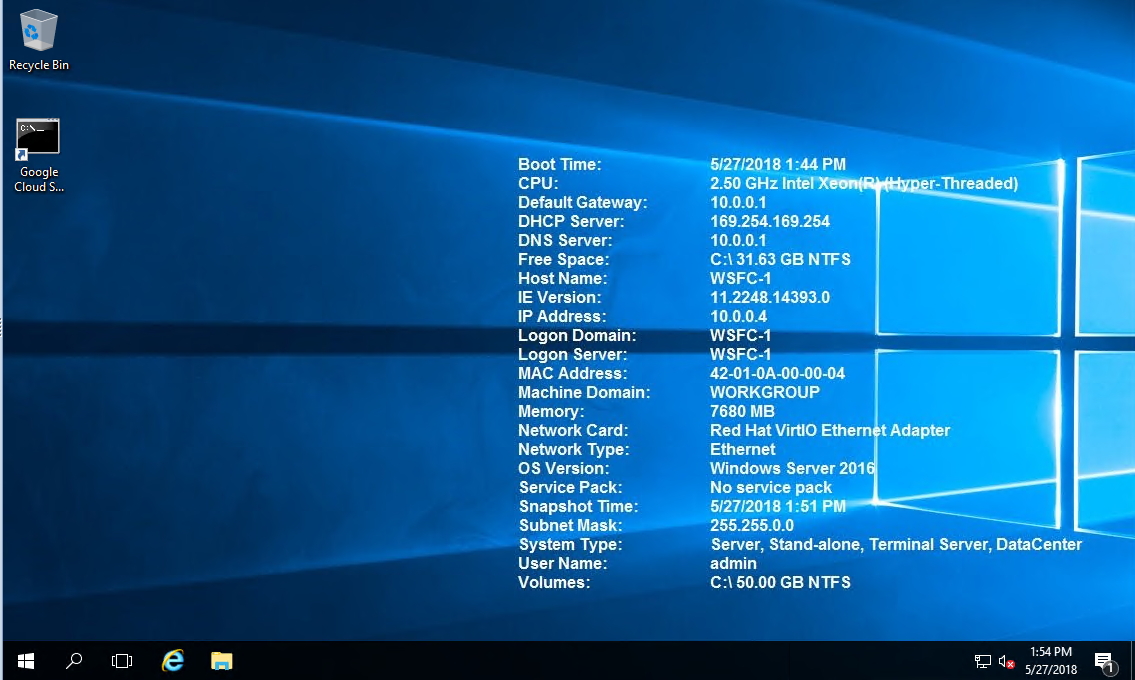 Recycle Bin
C:\_
Google
Cloud S...
Boot Time: 5/27/2018 1:44 PM
CPU: 2.50 GHz Intel Xeon(R) (Hyper-Threaded)
Default Gateway: 10.0.0.1
DHCP Server: 169.254.169.254
DNS Server: 10.0.0.1
Free Space: C:\ 31.63 GB NTFS
Host Name: WSFC-1
IE Version: 11.2248.14393.0
IP Address: 10.0.0.4
Logon Domain: WSFC-1
Logon Server: WSFC-1
MAC Address: 42-01-0A-00-00-04
Machine Domain: WORKGROUP
Memory: 7680 MB
Network Card: Red Hat VirtIO Ethernet Adapter
Network Type: Ethernet
OS Version: Windows Server 2016
Service Pack: No service pack
Snapshot Time: 5/27/2018 1:51 PM
Subnet Mask: 255.255.0.0
System Type: Server, Stand-alone, Terminal Server, DataCenter
User Name: admin
Volumes: C:\ 50.00 GB NTFS
1:54 PM
5/27/2018
1